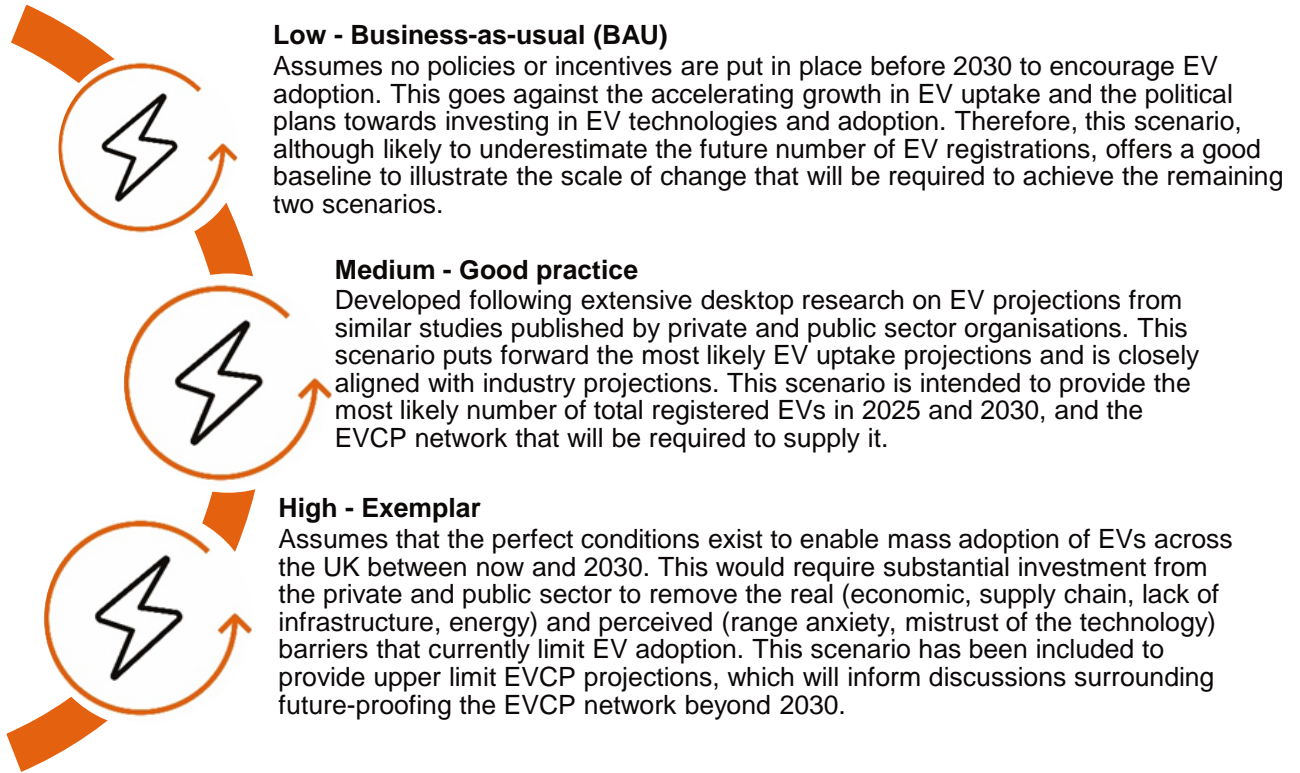 Low - Business-as-usual (BAU)
Assumes no policies or incentives are put in place before 2030 to encourage EV
adoption. This goes against the accelerating growth in EV uptake and the political
plans towards investing in EV technologies and adoption. Therefore, this scenario,
although likely to underestimate the future number of EV registrations, offers a good
baseline to illustrate the scale of change that will be required to achieve the remaining
two scenarios.
Medium - Good practice
Developed following extensive desktop research on EV projections from
similar studies published by private and public sector organisations. This
scenario puts forward the most likely EV uptake projections and is closely
aligned with industry projections. This scenario is intended to provide the
most likely number of total registered EVs in 2025 and 2030, and the
EVCP network that will be required to supply it.
High - Exemplar
Assumes that the perfect conditions exist to enable mass adoption of EVs across
the UK between now and 2030. This would require substantial investment from
the private and public sector to remove the real (economic, supply chain, lack of
infrastructure, energy) and perceived (range anxiety, mistrust of the technology)
barriers that currently limit EV adoption. This scenario has been included to
provide upper limit EVCP projections, which will inform discussions surrounding
future-proofing the EVCP network beyond 2030.